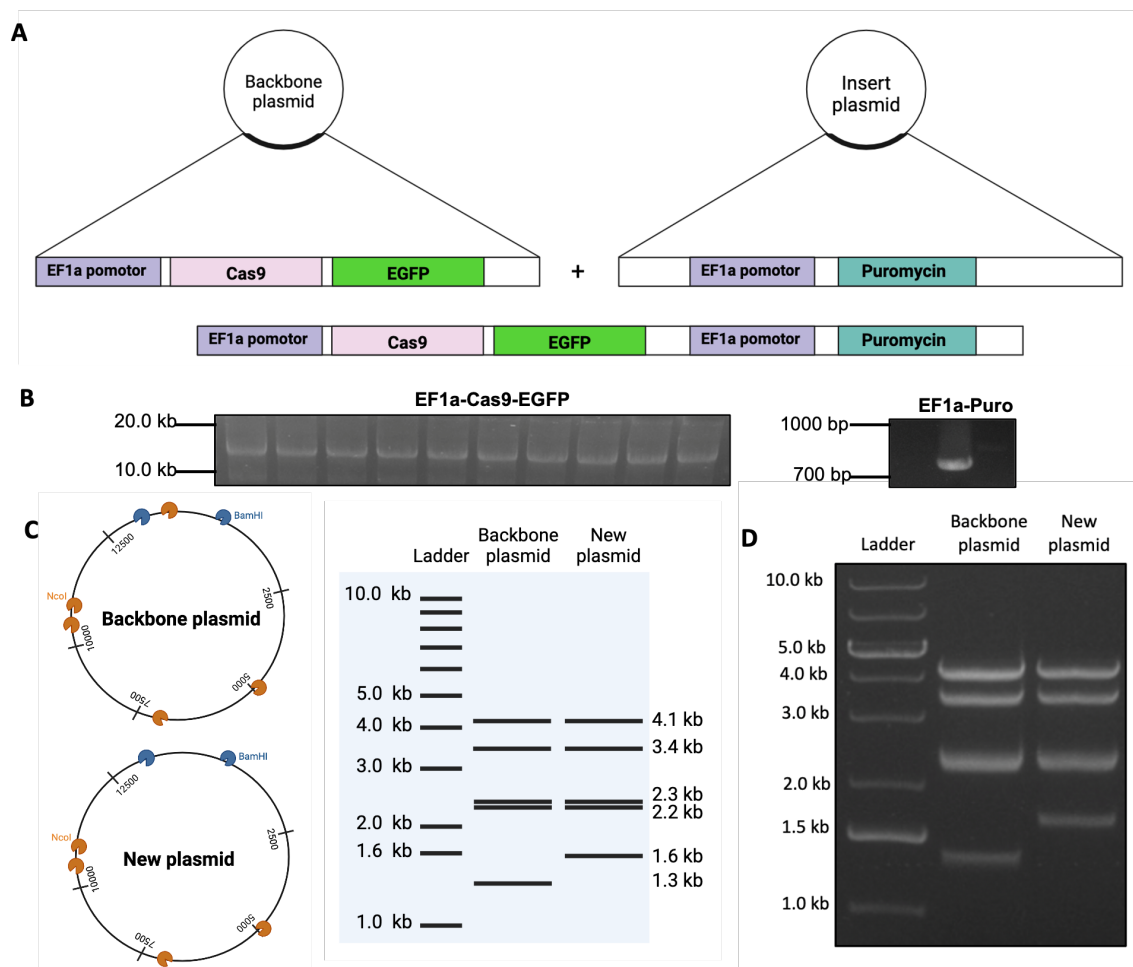 A
Backbone
plasmid
Insert
plasmid
EF1a pomotor
Cas9
EGFP
+
EF1a pomotor
Puromycin
EF1a pomotor
Cas9
EGFP
EF1a pomotor
Puromycin
B
EF1a-Cas9-EGFP
20.0 kb
10.0 kb
EF1a-Puro
1000 bp
700 bp
C
BamHI
12500
2500
NcoI
10000
Backbone plasmid
5000
7500
BamHI
12500
2500
NcoI
10000
New plasmid
5000
7500
Ladder
Backbone
plasmid
New
plasmid
10.0 kb
5.0 kb
4.0 kb
3.0 kb
2.0 kb
1.6 kb
1.0 kb
4.1 kb
3.4 kb
2.3 kb
2.2 kb
1.6 kb
1.3 kb
D
Ladder
Backbone
plasmid
New
plasmid
10.0 kb
5.0 kb
4.0 kb
3.0 kb
2.0 kb
1.5 kb
1.0 kb